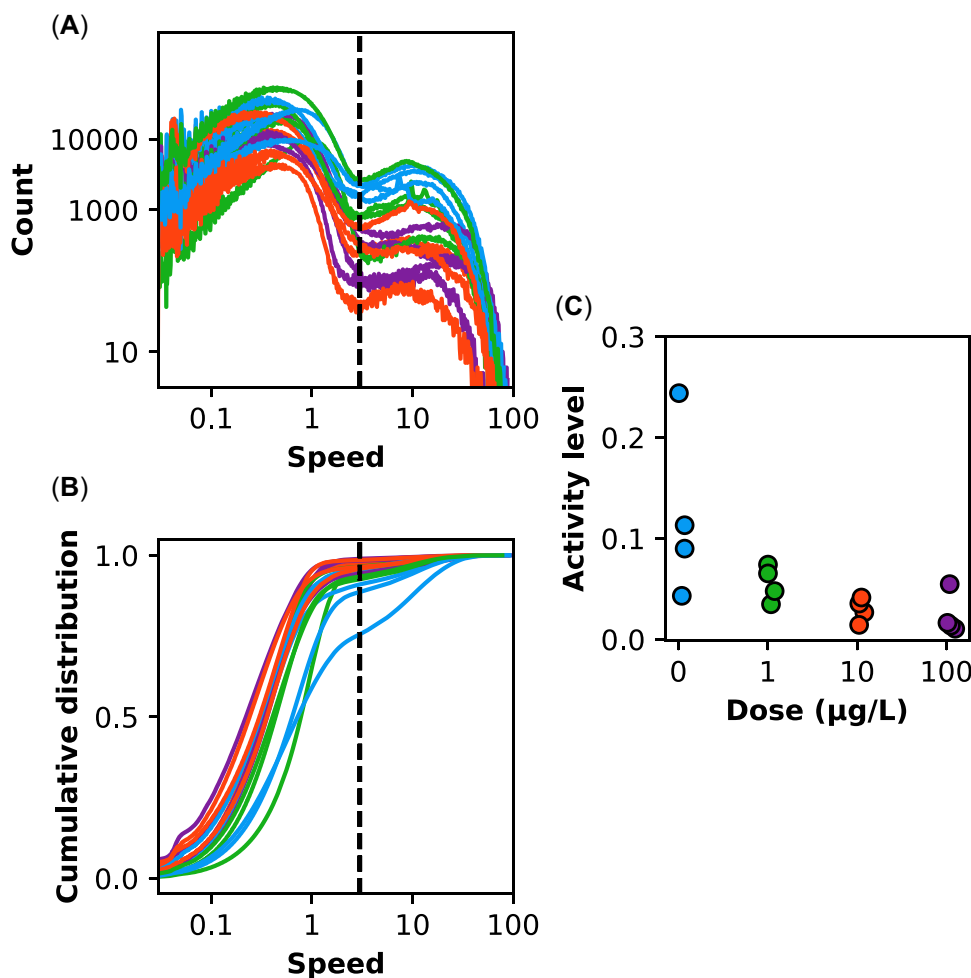 (A)
10000
1000
10
Count
0.1 1 10 100
Speed
(B)
1.0
0.5
0.0
Cumulative distribution
0.1 1 10 100
Speed
(C)
0.3
0.2
0.1
0.0
Activity level
0 1 10 100
Dose (µg/L)